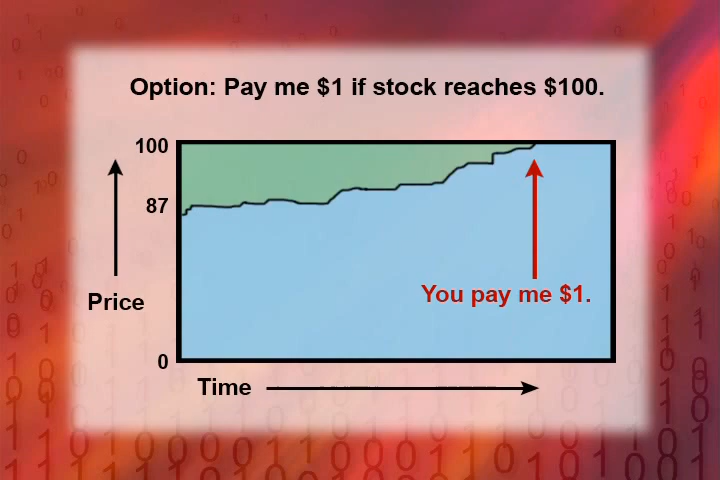 Option: Pay me $1 if stock reaches $100.
100
87
Price
You pay me $1.
0
Time